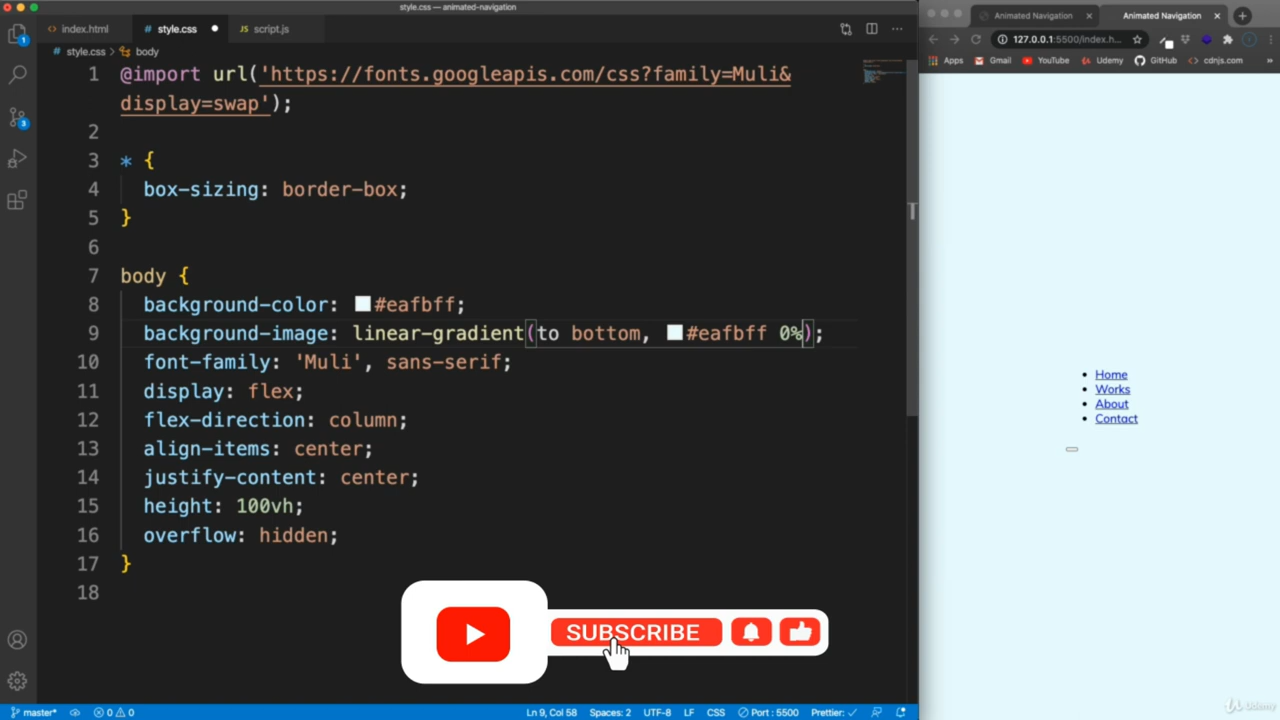 style.css — animated-navigation
index.html
style.css
script.js
style.css > body
1 @import url('https://fonts.googleapis.com/css?family=Muli&
display=swap');
2
3 * {
4 box-sizing: border-box;
5 }
6
7 body {
8 background-color: #eafbff;
9 background-image: linear-gradient(to bottom, #eafbff 0%);
10 font-family: 'Muli', sans-serif;
11 display: flex;
12 flex-direction: column;
13 align-items: center;
14 justify-content: center;
15 height: 100vh;
16 overflow: hidden;
17 }
18
1
3
master*
0 0
Ln 9, Col 58
Spaces: 2
UTF-8
LF
CSS
Port : 5500
Prettier: ✓
SUBSCRIBE
Animated Navigation
Animated Navigation
127.0.0.1:5500/index.h...
Apps
Gmail
YouTube
Udemy
GitHub
cdnjs.com
»
• Home
• Works
• About
• Contact
Udemy